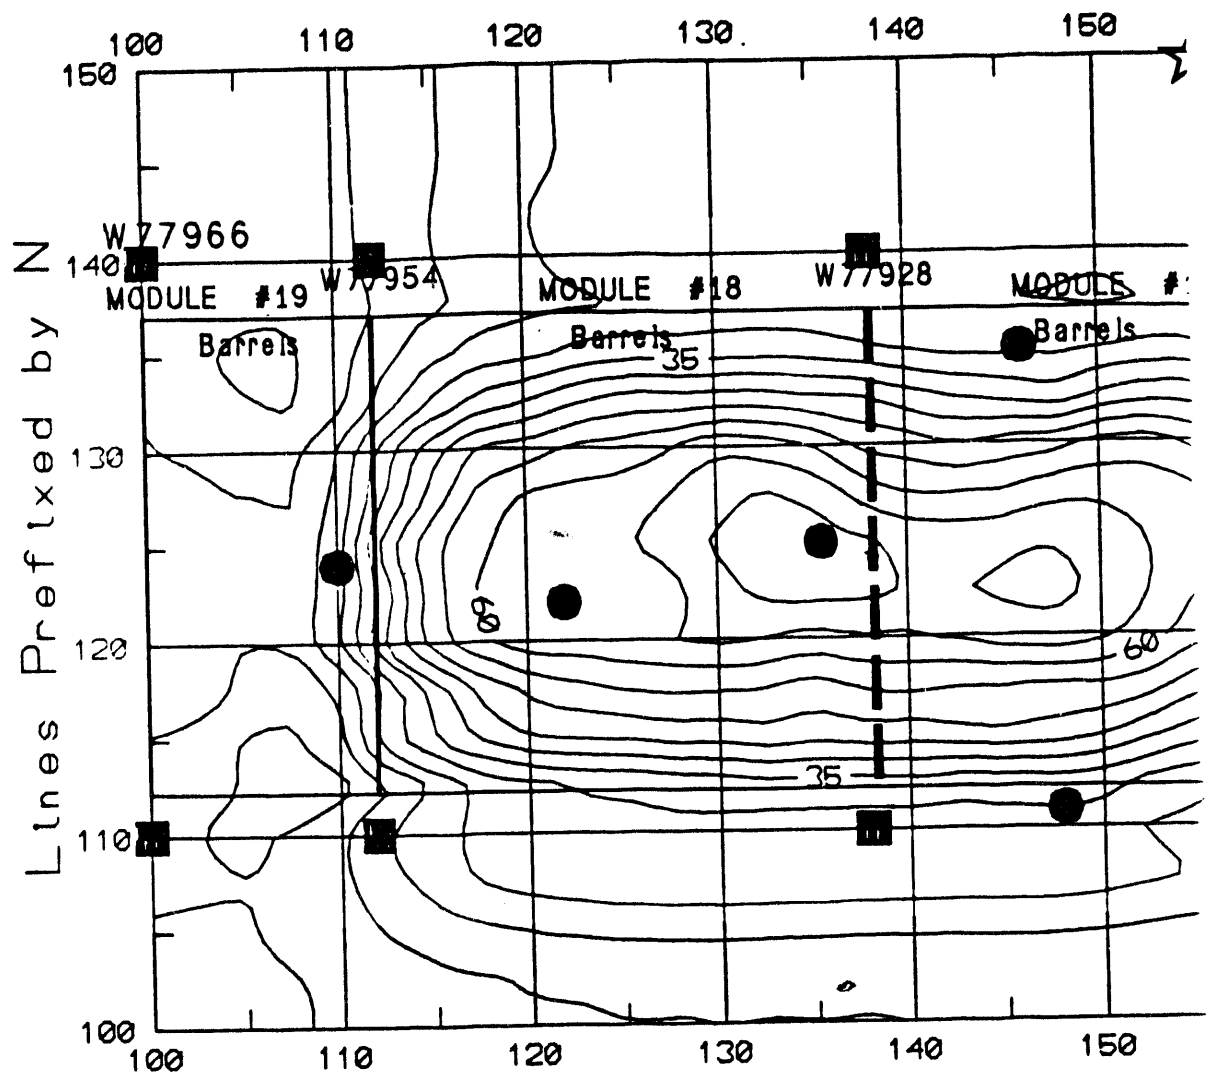 100 110 120 130 140 150
150
W77966
140
W77954
W77928
MODULE #19
MODULE #18
MODULE #
Barrels
Barrels
Barrels
35
130
60
120
60
35
110
100
100 110 120 130 140 150
Lines Prefixed by N